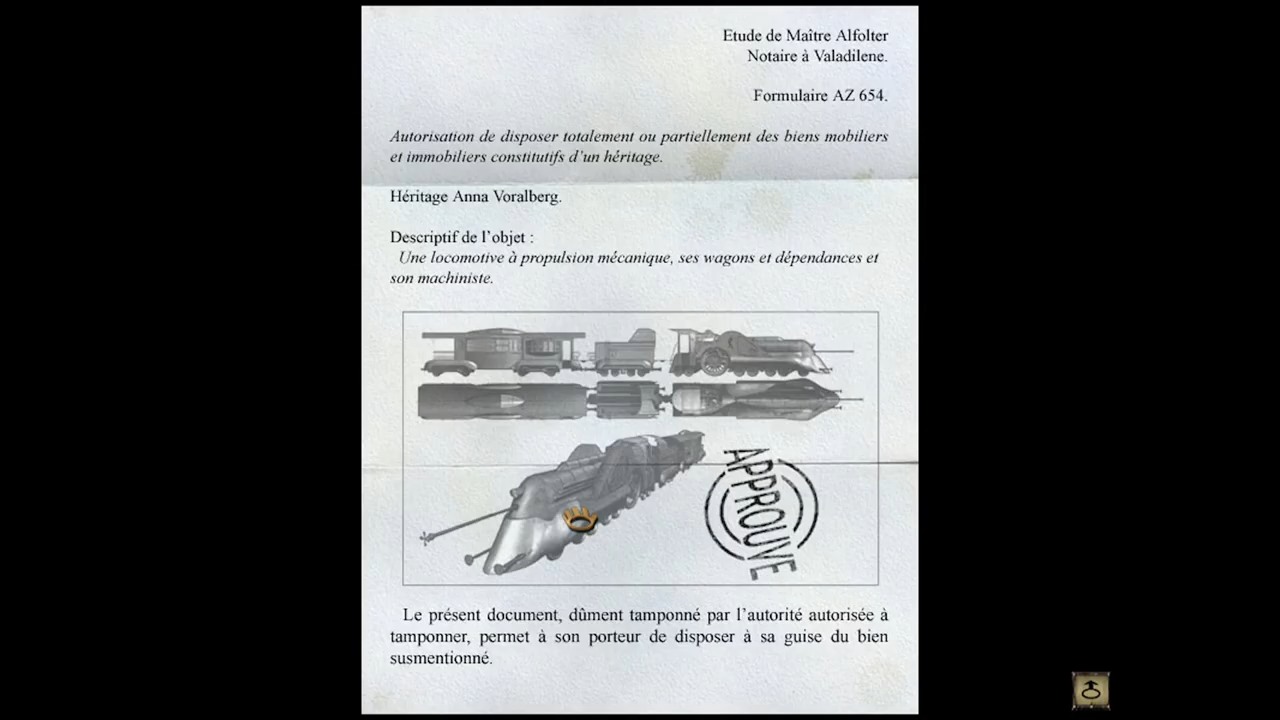 Etude de Maître Alfolter
Notaire à Valadilene.
Formulaire AZ 654.
Autorisation de disposer totalement ou partiellement des biens mobiliers
et immobiliers constitutifs d’un héritage.
Héritage Anna Voralberg.
Descriptif de l’objet :
Une locomotive à propulsion mécanique, ses wagons et dépendances et
son machiniste.
APPROUVE
Le présent document, dûment tamponné par l’autorité autorisée à
tamponner, permet à son porteur de disposer à sa guise du bien
susmentionné.